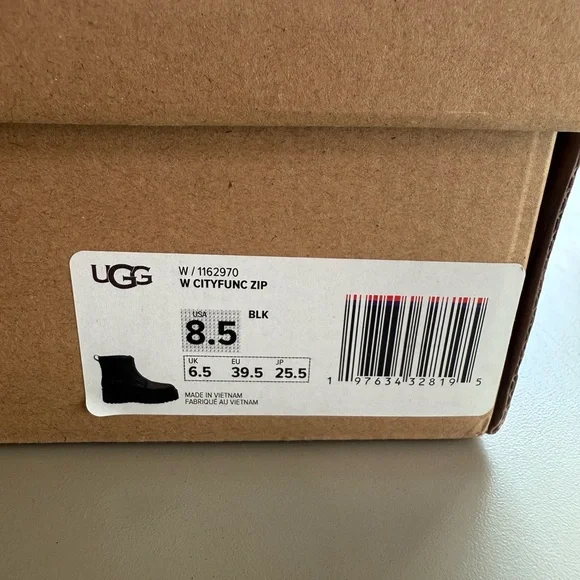 UGG
W / 1162970
W CITYFUNC ZIP
USA
8.5
BLK
UK EU JP
6.5 39.5 25.5
MADE IN VIETNAM
FABRIQUÉ AU VIETNAM
1 97634 32819 5